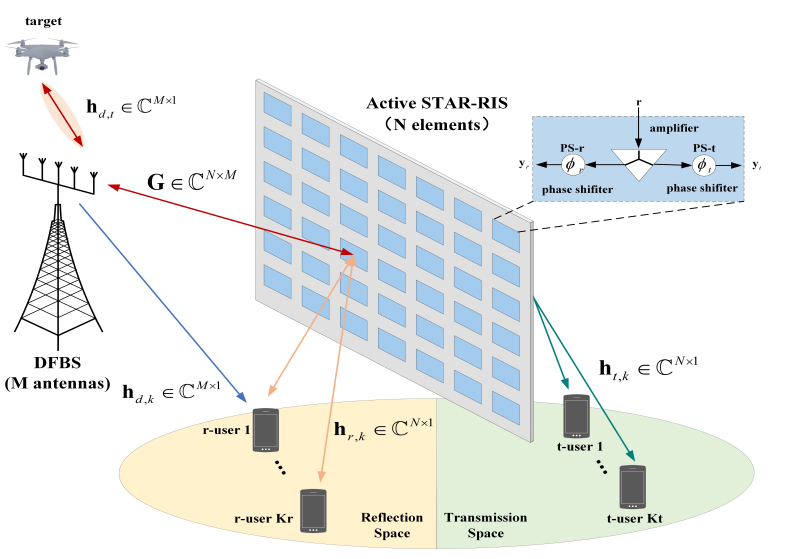 target
h_{d,t} ∈ ℂ^{M×1}
Active STAR-RIS
（N elements）
r
amplifier
PS-r
PS-t
y_r
ϕ_r
ϕ_t
y_t
phase shifiter
phase shifiter
G ∈ ℂ^{N×M}
DFBS
(M antennas)
h_{d,k} ∈ ℂ^{M×1}
h_{t,k} ∈ ℂ^{N×1}
r-user 1
h_{r,k} ∈ ℂ^{N×1}
t-user 1
r-user Kr
Reflection
Space
Transmission
Space
t-user Kt